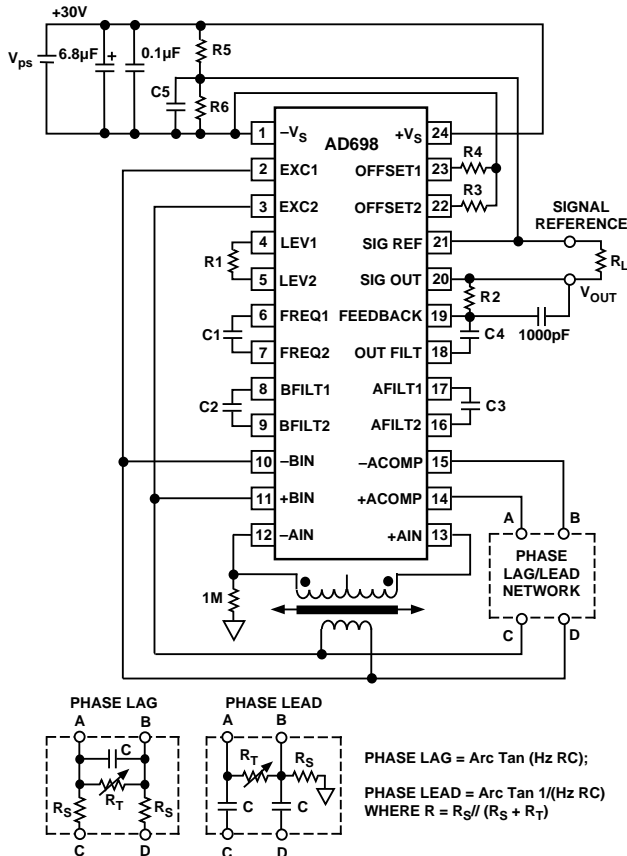 +30V
Vps
6.8µF
+
0.1µF
R5
C5
R6
AD698
1 –VS
+VS 24
2 EXC1
OFFSET1 23
R4
3 EXC2
OFFSET2 22
R3
SIGNAL
REFERENCE
4 LEV1
SIG REF 21
R1
RL
5 LEV2
SIG OUT 20
R2
VOUT
6 FREQ1
FEEDBACK 19
C1
C4
1000pF
7 FREQ2
OUT FILT 18
8 BFILT1
AFILT1 17
C2
C3
9 BFILT2
AFILT2 16
10 –BIN
–ACOMP 15
11 +BIN
+ACOMP 14
A
B
12 –AIN
+AIN 13
PHASE
LAG/LEAD
NETWORK
1M
C
D
PHASE LAG
A
B
C
RT
RS
RS
C
D
PHASE LEAD
A
B
RT
RS
C
C
C
D
PHASE LAG = Arc Tan (Hz RC);
PHASE LEAD = Arc Tan 1/(Hz RC)
WHERE R = RS// (RS + RT)